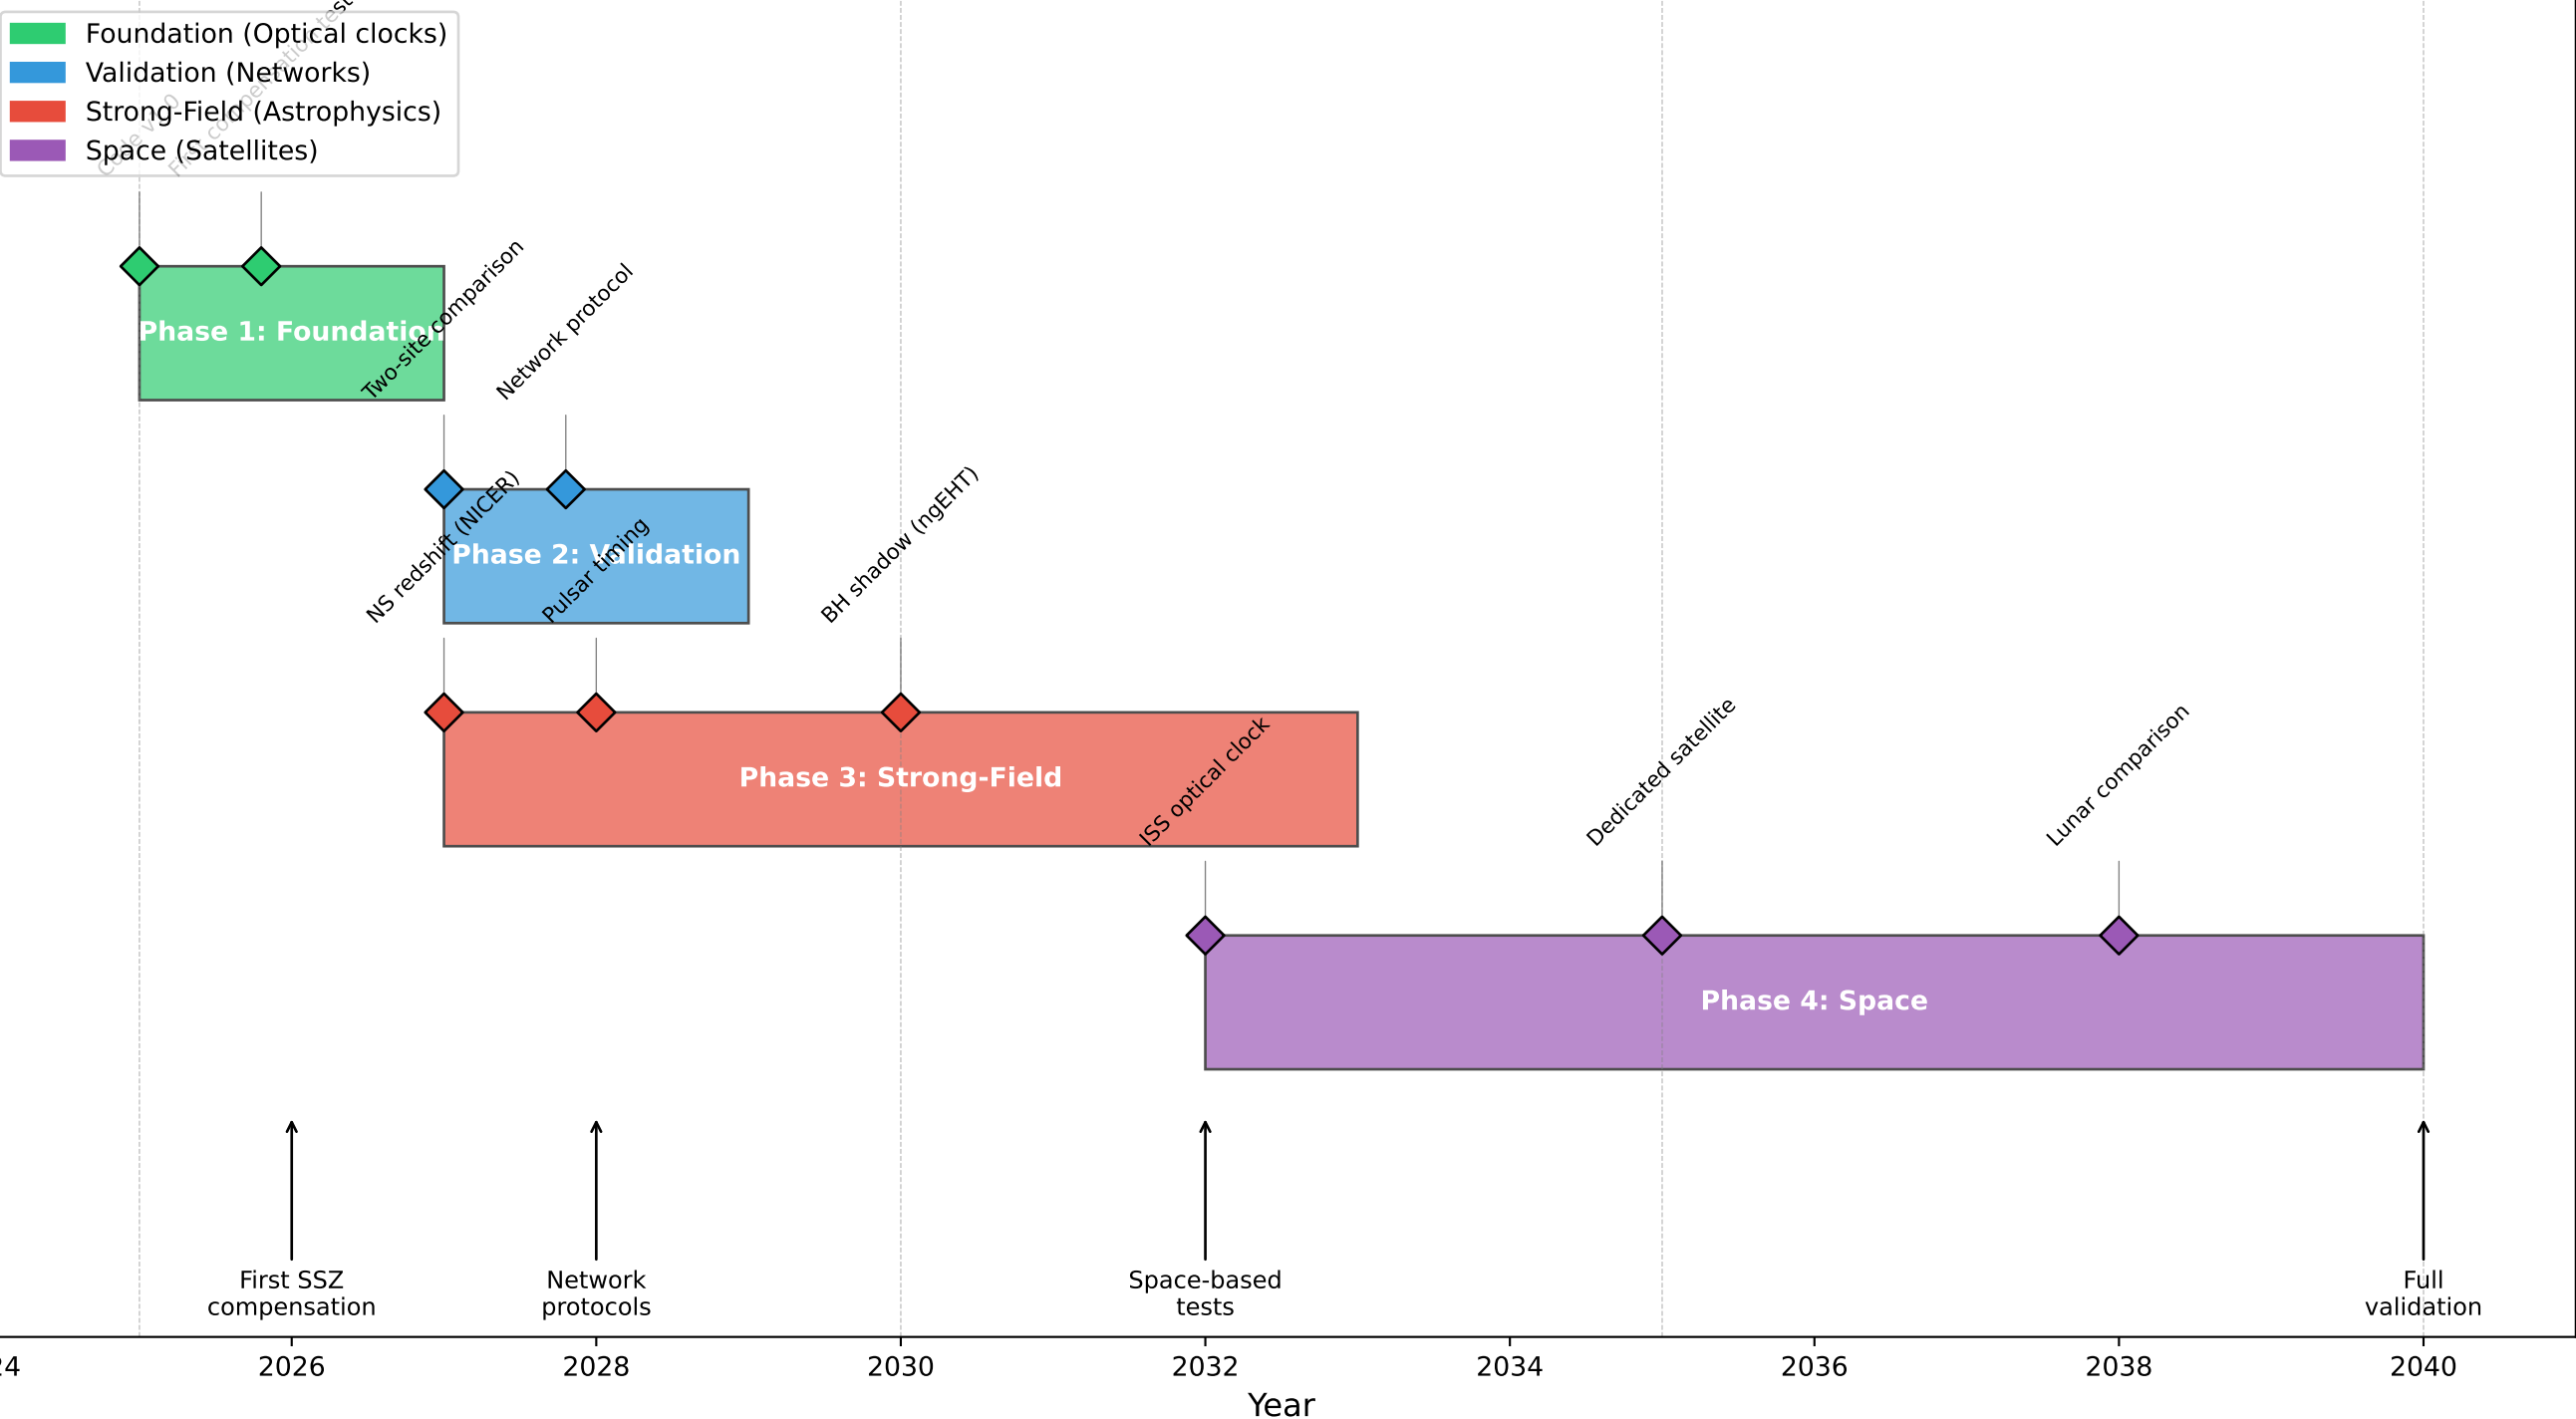 Foundation (Optical clocks)
Validation (Networks)
Strong-Field (Astrophysics)
Space (Satellites)
Phase 1: Foundation
Two-site comparison
Network protocol
Phase 2: Validation
NS redshift (NICER)
Pulsar timing
BH shadow (ngEHT)
Phase 3: Strong-Field
ISS optical clock
Dedicated satellite
Lunar comparison
Phase 4: Space
First SSZ
compensation
Network
protocols
Space-based
tests
Full
validation
24
2026
2028
2030
2032
2034
2036
2038
2040
Year